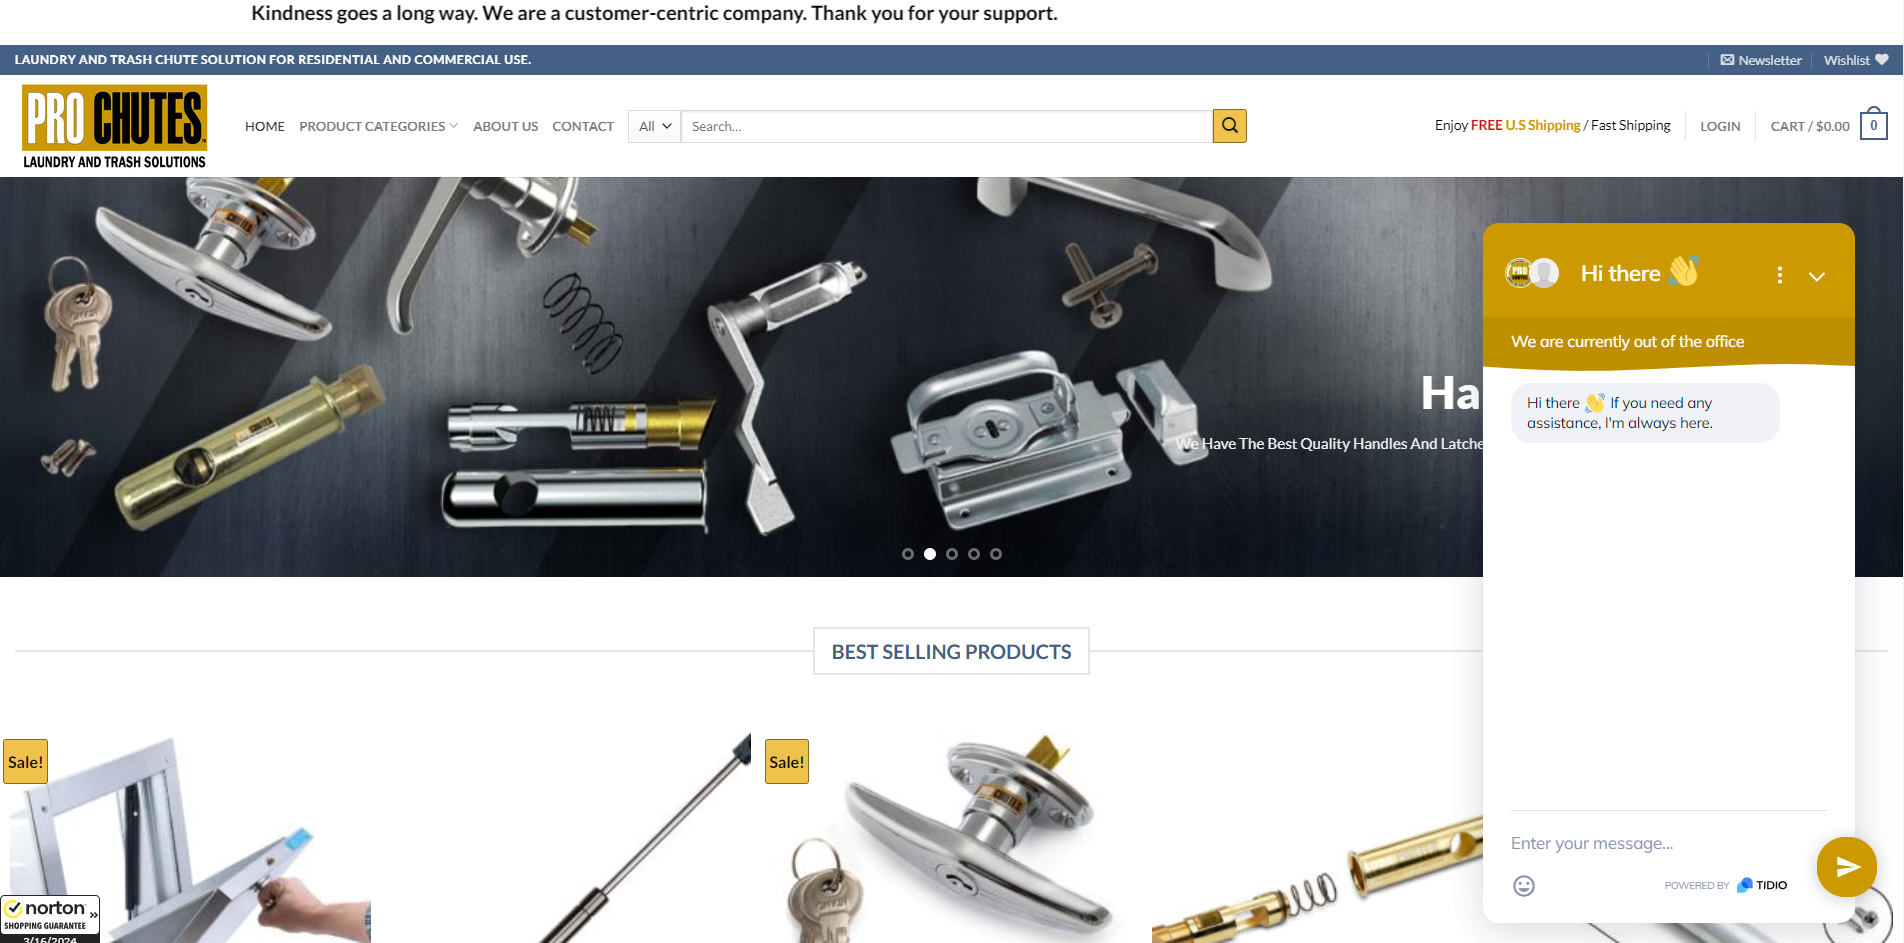 Kindness goes a long way. We are a customer-centric company. Thank you for your support.
LAUNDRY AND TRASH CHUTE SOLUTION FOR RESIDENTIAL AND COMMERCIAL USE.
Newsletter
Wishlist
PRO CHUTES
LAUNDRY AND TRASH SOLUTIONS
HOME
PRODUCT CATEGORIES
ABOUT US
CONTACT
All
Search...
Enjoy FREE U.S Shipping / Fast Shipping
LOGIN
CART / $0.00
0
Ha
We Have The Best Quality Handles And Latche
Hi there 👋
We are currently out of the office
Hi there 👋 If you need any
assistance, I'm always here.
Enter your message...
POWERED BY TIDIO
BEST SELLING PRODUCTS
Sale!
Sale!
norton
SHOPPING GUARANTEE
3/16/2024